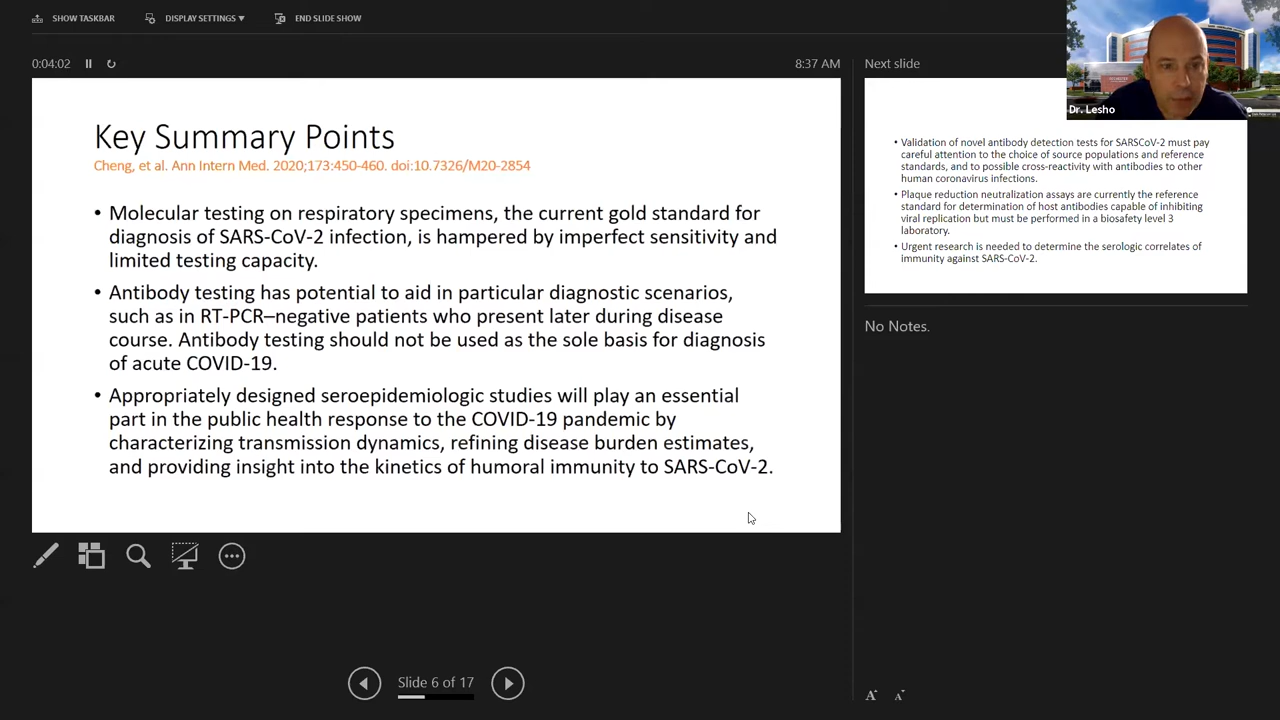 SHOW TASKBAR
DISPLAY SETTINGS ▾
END SLIDE SHOW
0:04:02
8:37 AM
Key Summary Points
Cheng, et al. Ann Intern Med. 2020;173:450-460. doi:10.7326/M20-2854
• Molecular testing on respiratory specimens, the current gold standard for
diagnosis of SARS-CoV-2 infection, is hampered by imperfect sensitivity and
limited testing capacity.
• Antibody testing has potential to aid in particular diagnostic scenarios,
such as in RT-PCR–negative patients who present later during disease
course. Antibody testing should not be used as the sole basis for diagnosis
of acute COVID-19.
• Appropriately designed seroepidemiologic studies will play an essential
part in the public health response to the COVID-19 pandemic by
characterizing transmission dynamics, refining disease burden estimates,
and providing insight into the kinetics of humoral immunity to SARS-CoV-2.
Slide 6 of 17
Next slide
Dr. Lesho
• Validation of novel antibody detection tests for SARSCoV-2 must pay
careful attention to the choice of source populations and reference
standards, and to possible cross-reactivity with antibodies to other
human coronavirus infections.
• Plaque reduction neutralization assays are currently the reference
standard for determination of host antibodies capable of inhibiting
viral replication but must be performed in a biosafety level 3
laboratory.
• Urgent research is needed to determine the serologic correlates of
immunity against SARS-CoV-2.
No Notes.
A
A